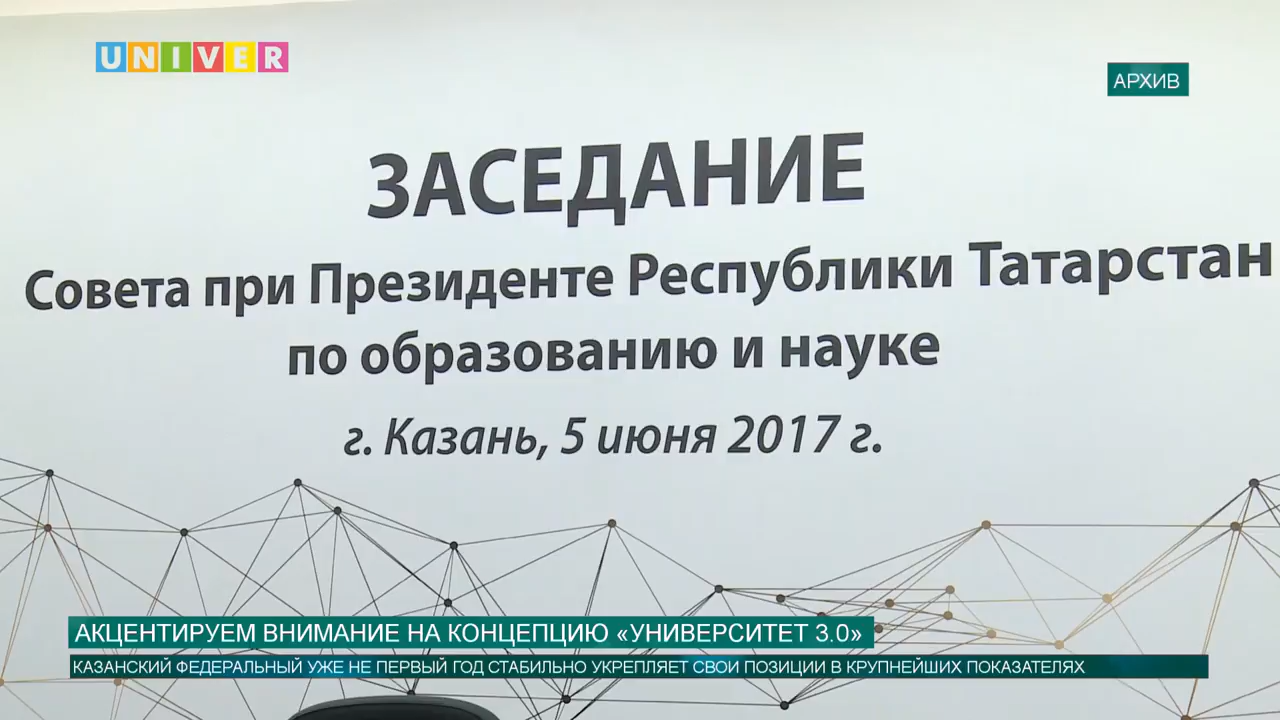 UNIVER
АРХИВ
ЗАСЕДАНИЕ
Совета при Президенте Республики Татарстан
по образованию и науке
г. Казань, 5 июня 2017 г.
АКЦЕНТИРУЕМ ВНИМАНИЕ НА КОНЦЕПЦИЮ «УНИВЕРСИТЕТ 3.0»
КАЗАНСКИЙ ФЕДЕРАЛЬНЫЙ УЖЕ НЕ ПЕРВЫЙ ГОД СТАБИЛЬНО УКРЕПЛЯЕТ СВОИ ПОЗИЦИИ В КРУПНЕЙШИХ ПОКАЗАТЕЛЯХ